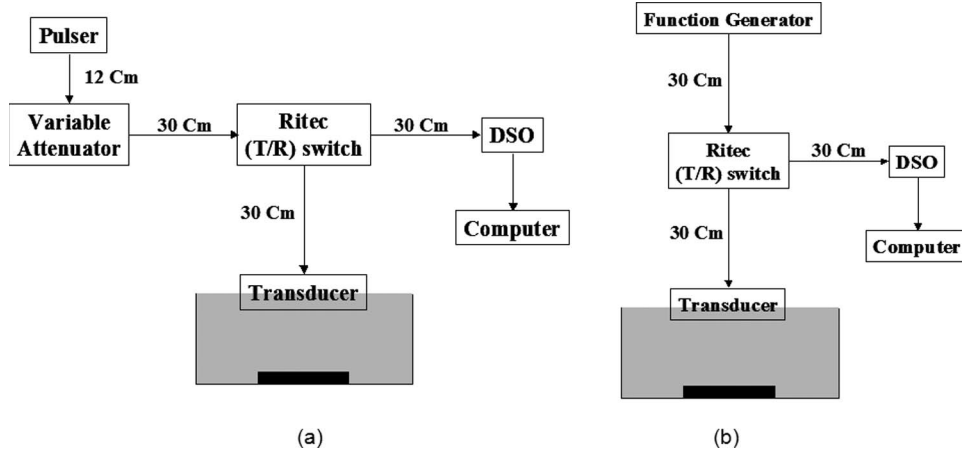 Pulser
12 Cm
Variable
Attenuator
30 Cm
Ritec
(T/R) switch
30 Cm
DSO
30 Cm
Computer
Transducer
(a)
Function Generator
30 Cm
Ritec
(T/R) switch
30 Cm
DSO
30 Cm
Computer
Transducer
(b)